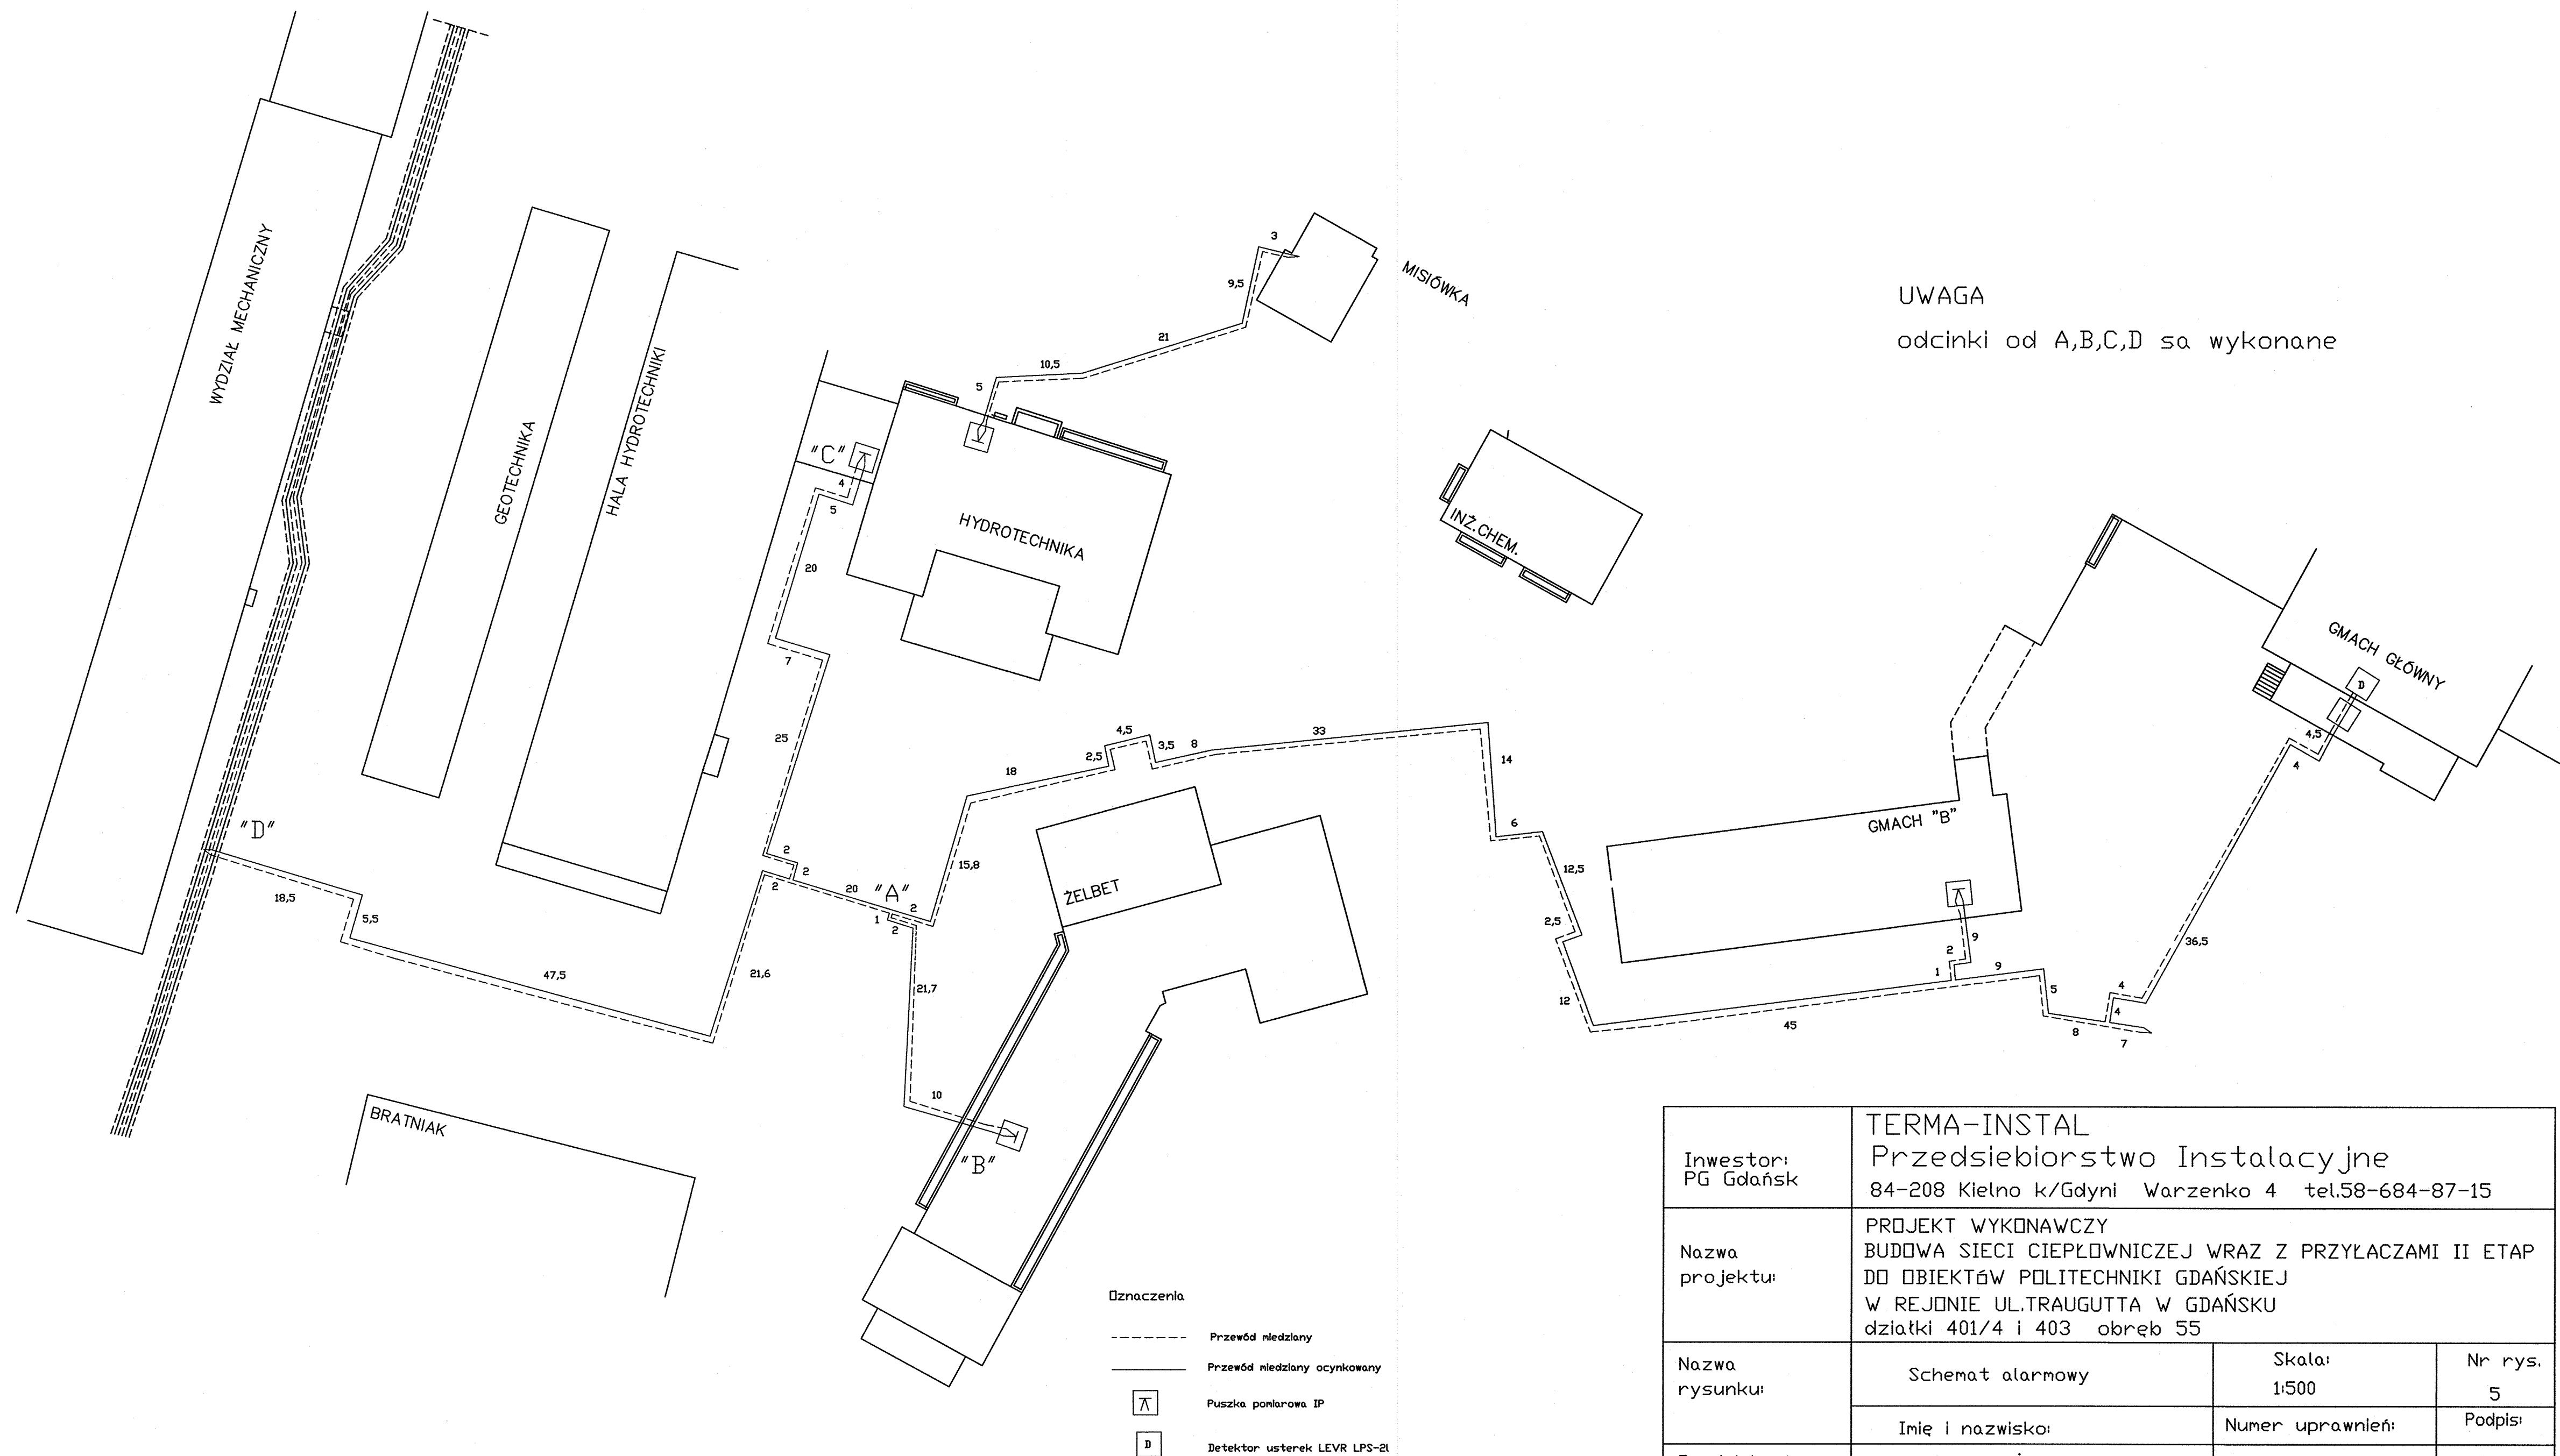 WYDZIAŁ MECHANICZNY
GEOTECHNIKA
HALA HYDROTECHNIKI
HYDROTECHNIKA
MISIÓWKA
INŻ.CHEM.
GMACH GŁÓWNY
GMACH "B"
ŻELBET
BRATNIAK
UWAGA
odcinki od A,B,C,D sa wykonane
3
9,5
21
10,5
5
"C"
4
5
20
7
25
2
2
2
20
"A"
2
1
2
15,8
18
2,5
4,5
3,5
8
33
14
6
12,5
2,5
12
45
1
2
9
9
5
8
7
4
4
36,5
4
4,5
D
"D"
18,5
5,5
47,5
21,6
21,7
10
"B"
Oznaczenia
Przewód miedziany
Przewód miedziany ocynkowany
Puszka pomiarowa IP
D
Detektor usterek LEVR LPS-2I
Inwestor:
PG Gdańsk
TERMA-INSTAL
Przedsiebiorstwo Instalacyjne
84-208 Kielno k/Gdyni Warzenko 4 tel.58-684-87-15
Nazwa
projektu:
PROJEKT WYKONAWCZY
BUDOWA SIECI CIEPŁOWNICZEJ WRAZ Z PRZYŁACZAMI II ETAP
DO OBIEKTóW POLITECHNIKI GDAŃSKIEJ
W REJONIE UL.TRAUGUTTA W GDAŃSKU
działki 401/4 i 403 obręb 55
Nazwa
rysunku:
Schemat alarmowy
Skala:
1:500
Nr rys.
5
Imię i nazwisko:
Numer uprawnień:
Podpis: